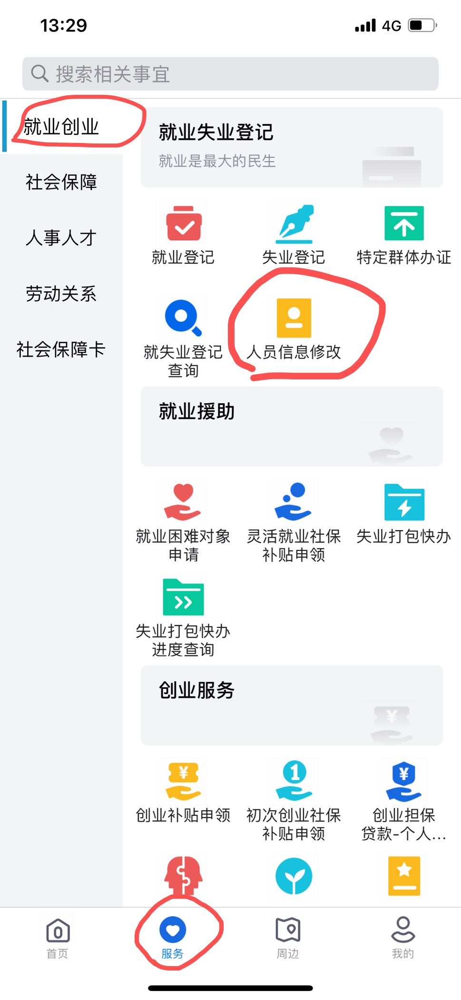 13:29
4G
搜索相关事宜
就业创业
社会保障
人事人才
劳动关系
社会保障卡
就业失业登记
就业是最大的民生
就业登记
失业登记
特定群体办证
就失业登记
查询
人员信息修改
就业援助
就业困难对象
申请
灵活就业社保
补贴申领
失业打包快办
失业打包快办
进度查询
创业服务
¥
¥
1
¥
创业补贴申领
初次创业社保
补贴申领
创业担保
贷款-个人...
首页
服务
周边
我的